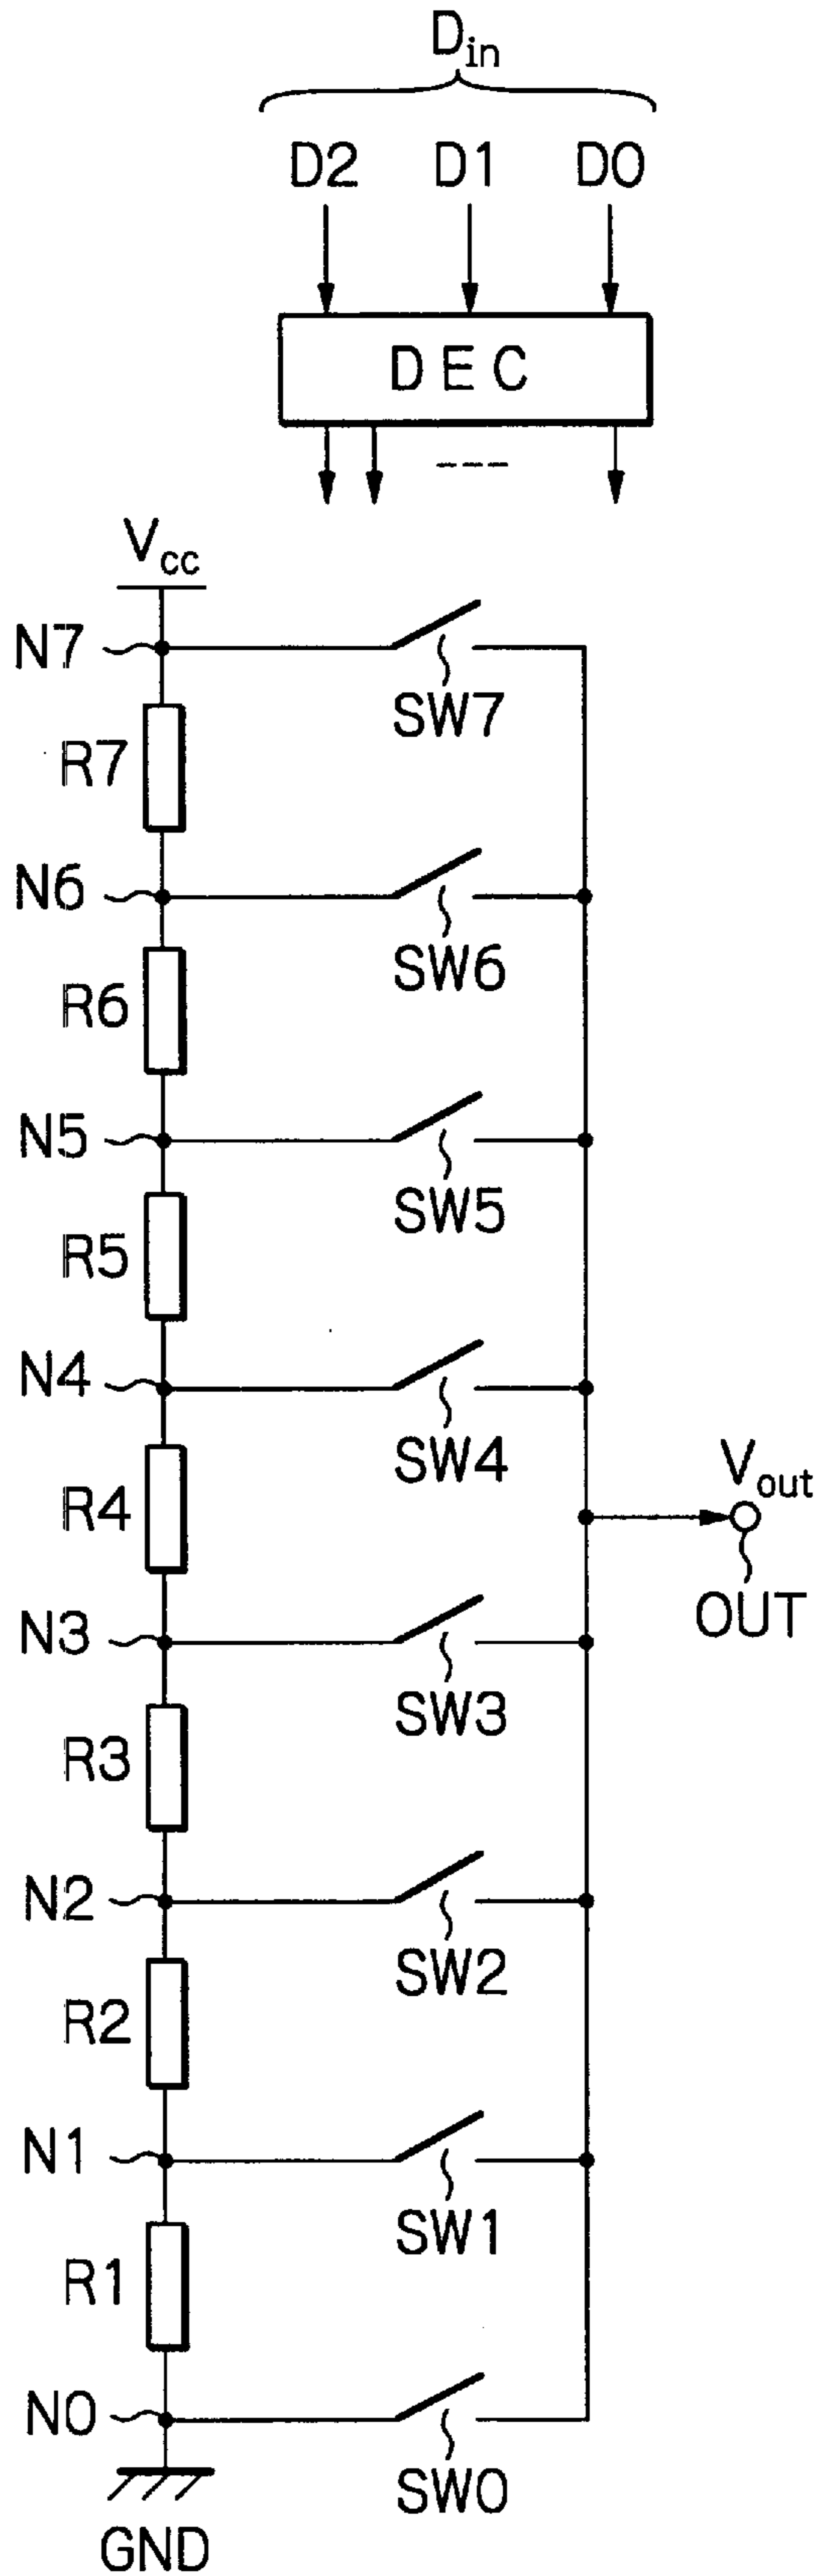 Din
D2 D1 D0
DEC
Vcc
N7
SW7
R7
N6
SW6
R6
N5
SW5
R5
N4
SW4
Vout
R4
OUT
N3
SW3
R3
N2
SW2
R2
N1
SW1
R1
N0
SW0
GND